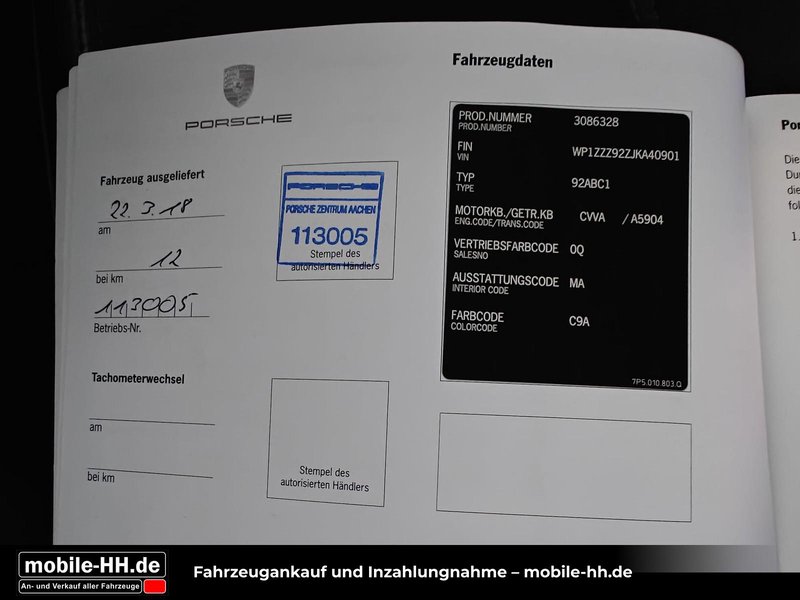 PORSCHE
Fahrzeug ausgeliefert
22.3.18
am
12
bei km
113005
Betriebs-Nr.
PORSCHE
PORSCHE ZENTRUM AACHEN
113005
Stempel des
autorisierten Händlers
Tachometerwechsel
am
bei km
Stempel des
autorisierten Händlers
Fahrzeugdaten
PROD.NUMMER 3086328
PROD.NUMBER
FIN WP1ZZZ92ZJKA40901
VIN
TYP 92ABC1
TYPE
MOTORKB./GETR.KB CVVA / A5904
ENG.CODE/TRANS.CODE
VERTRIEBSFARBCODE 0Q
SALESNO
AUSSTATTUNGSCODE MA
INTERIOR CODE
FARBCODE C9A
COLORCODE
7P5.010.803.Q
Die
die
1.
mobile-HH.de
An- und Verkauf aller Fahrzeuge
Fahrzeugankauf und Inzahlungnahme – mobile-hh.de